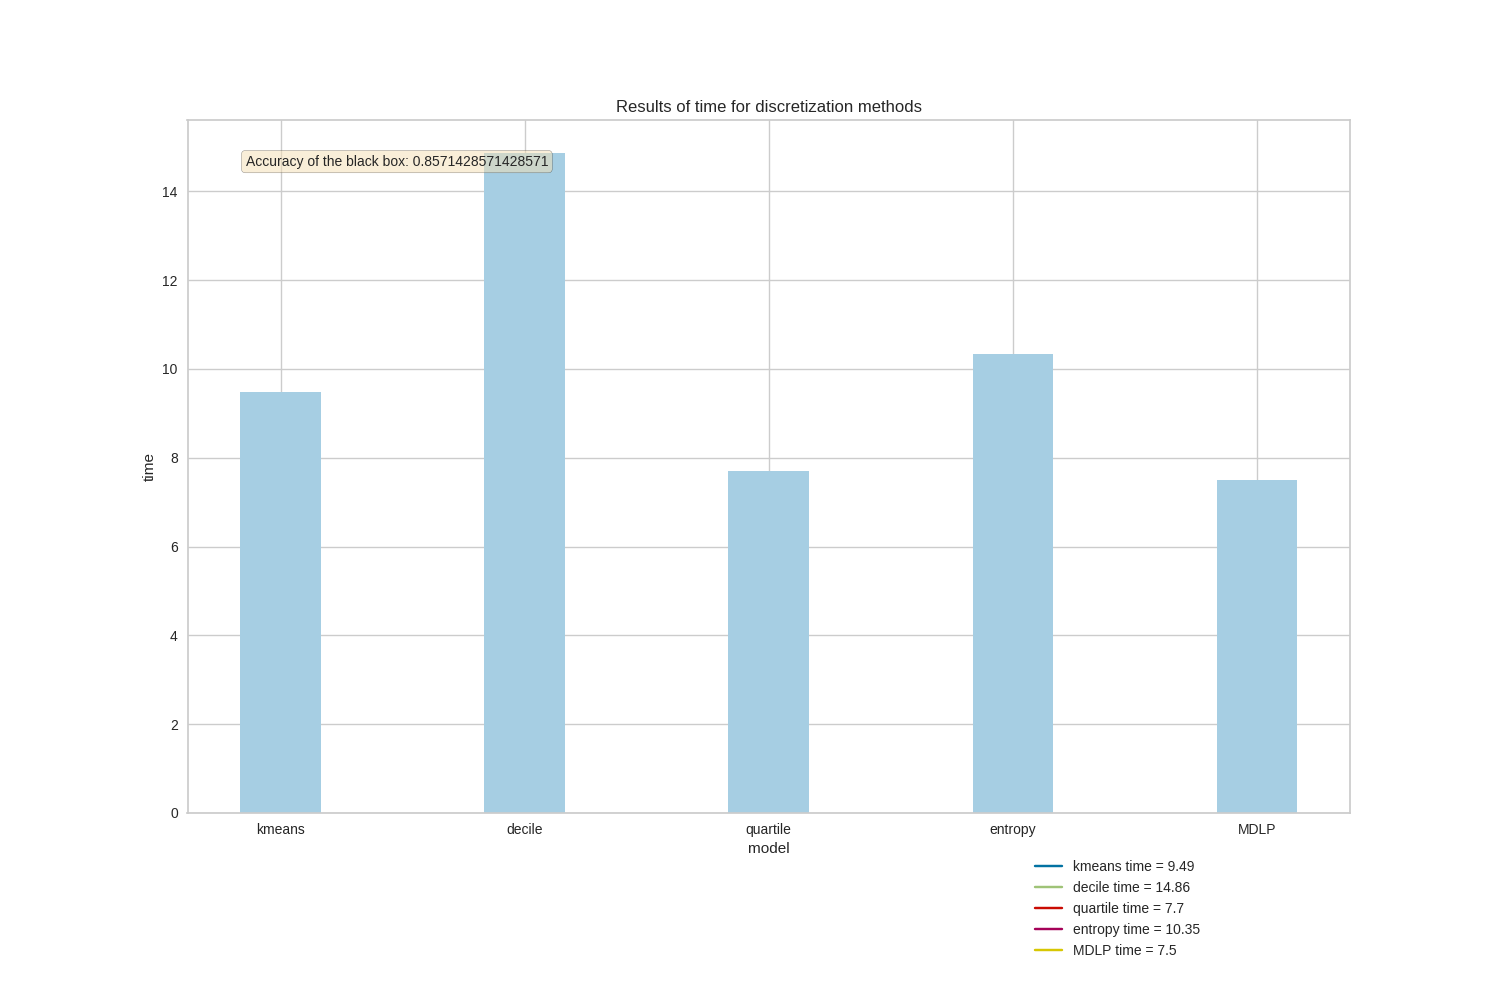 Results of time for discretization methods
Accuracy of the black box: 0.8571428571428571
14
12
10
8
6
4
2
0
time
kmeans decile quartile entropy MDLP
model
kmeans time = 9.49
decile time = 14.86
quartile time = 7.7
entropy time = 10.35
MDLP time = 7.5